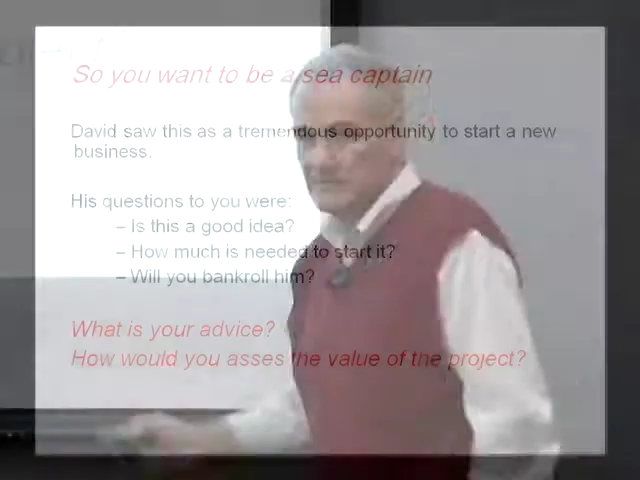 So you want to be a sea captain
David saw this as a tremendous opportunity to start a new
business.
His questions to you were:
– Is this a good idea?
– How much is needed to start it?
– Will you bankroll him?
What is your advice?
How would you asses the value of the project?